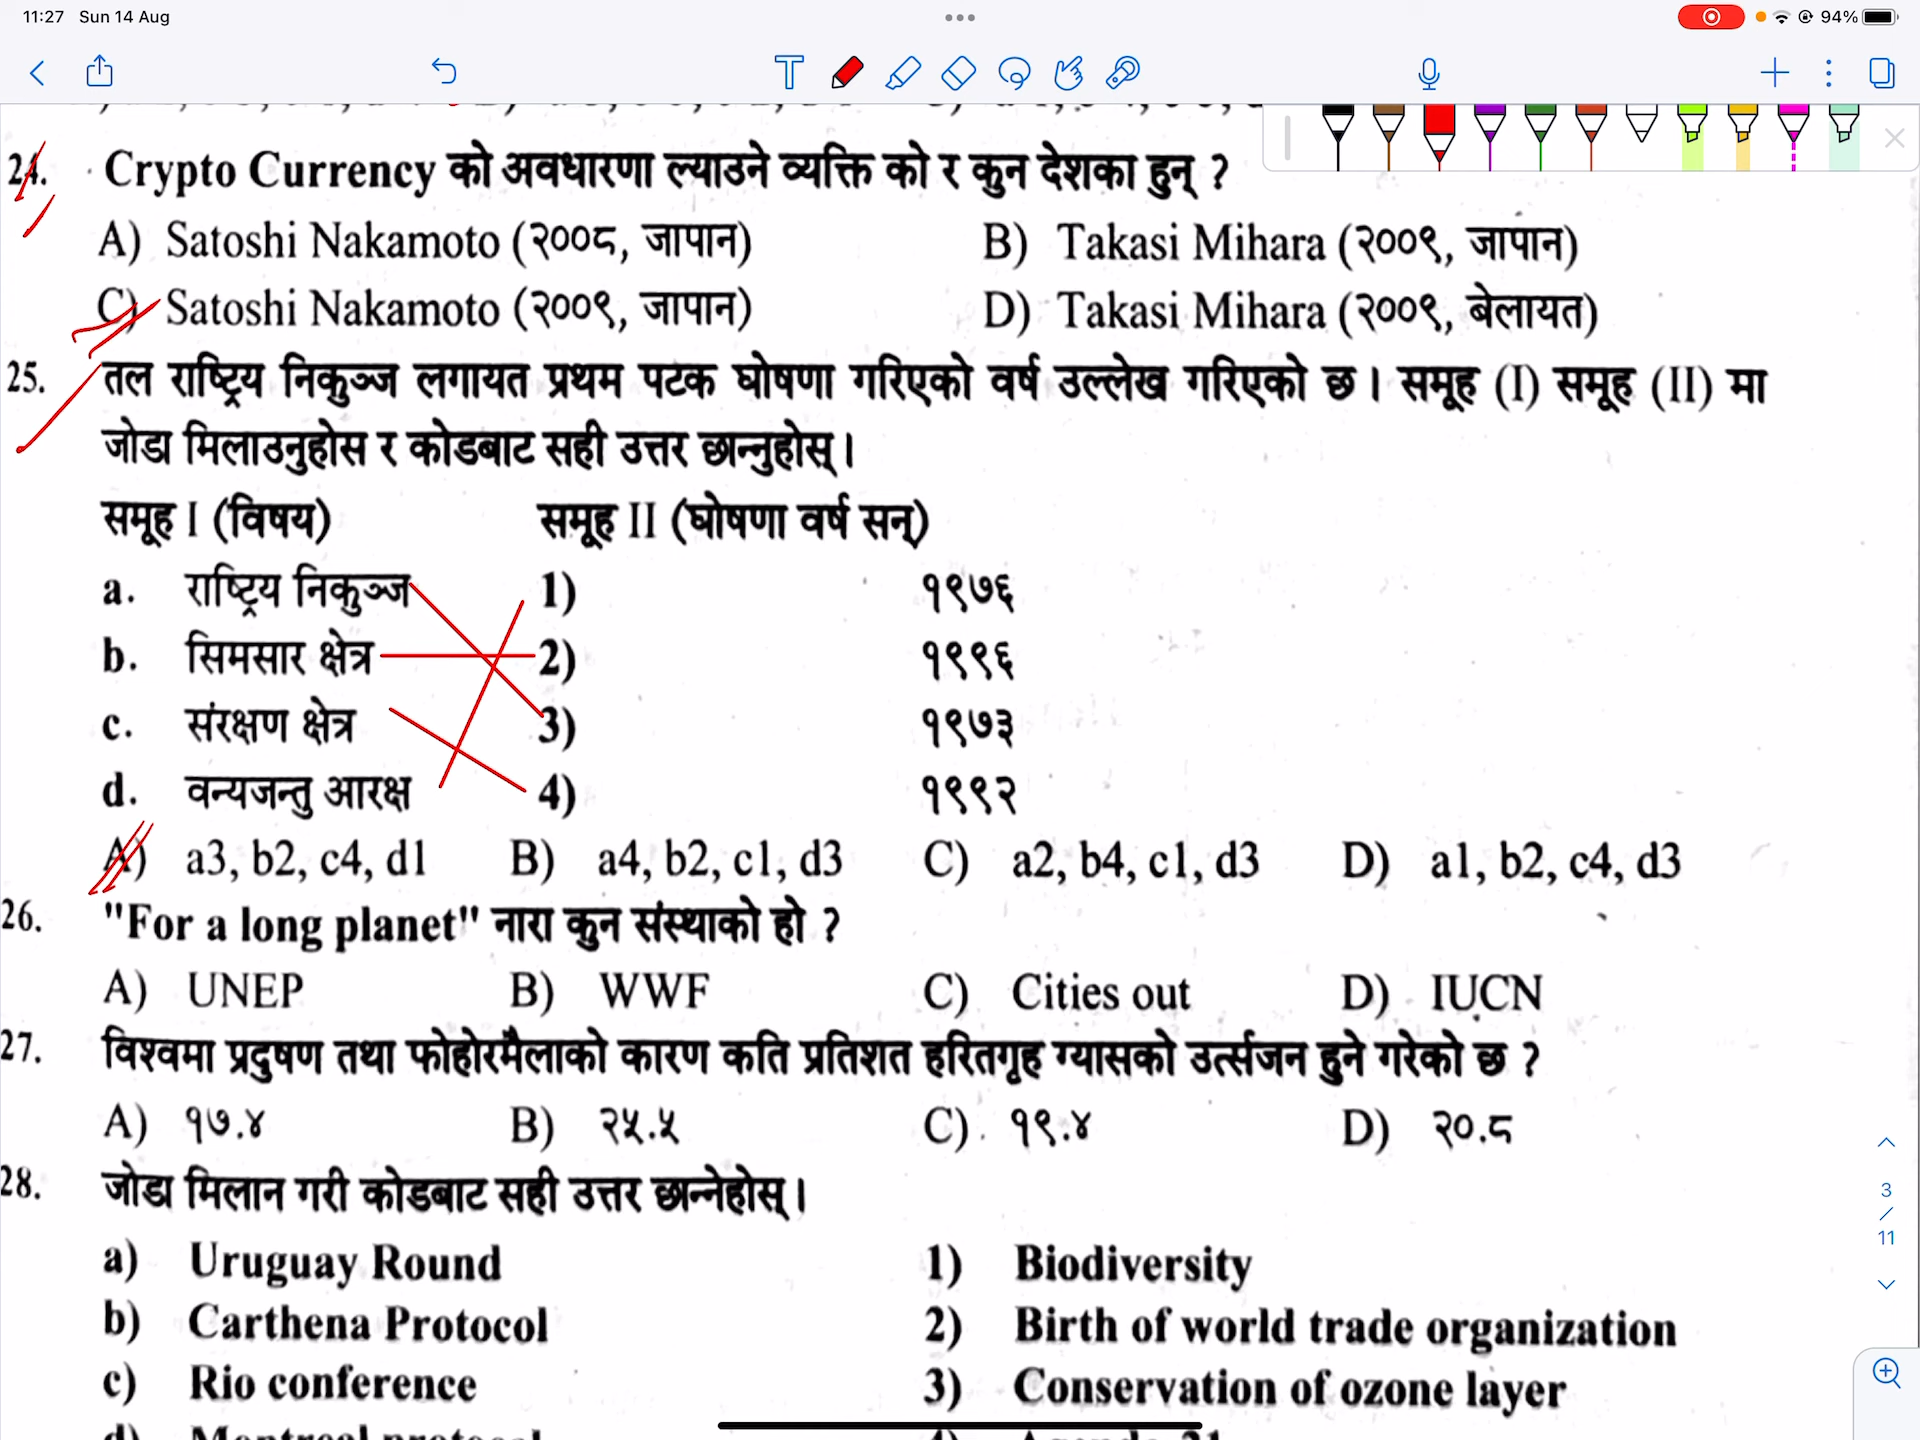 11:27 Sun 14 Aug
94%
24. Crypto Currency को अवधारणा ल्याउने व्यक्ति को र कुन देशका हुन् ?
A) Satoshi Nakamoto (२००८, जापान) B) Takasi Mihara (२००९, जापान)
C) Satoshi Nakamoto (२००९, जापान) D) Takasi Mihara (२००९, बेलायत)
25. तल राष्ट्रिय निकुञ्ज लगायत प्रथम पटक घोषणा गरिएको वर्ष उल्लेख गरिएको छ । समूह (I) समूह (II) मा
जोडा मिलाउनुहोस र कोडबाट सही उत्तर छान्नुहोस् ।
समूह I (विषय) समूह II (घोषणा वर्ष सन्)
a. राष्ट्रिय निकुञ्ज 1) १९७६
b. सिमसार क्षेत्र 2) १९९६
c. संरक्षण क्षेत्र 3) १९७३
d. वन्यजन्तु आरक्ष 4) १९९२
A) a3, b2, c4, d1 B) a4, b2, c1, d3 C) a2, b4, c1, d3 D) a1, b2, c4, d3
26. "For a long planet" नारा कुन संस्थाको हो ?
A) UNEP B) WWF C) Cities out D) IUCN
27. विश्वमा प्रदुषण तथा फोहोरमैलाको कारण कति प्रतिशत हरितगृह ग्यासको उर्त्सजन हुने गरेको छ ?
A) १७.४ B) २५.५ C) १९.४ D) २०.८
28. जोडा मिलान गरी कोडबाट सही उत्तर छान्नेहोस् ।
a) Uruguay Round 1) Biodiversity
b) Carthena Protocol 2) Birth of world trade organization
c) Rio conference 3) Conservation of ozone layer
3
/
11